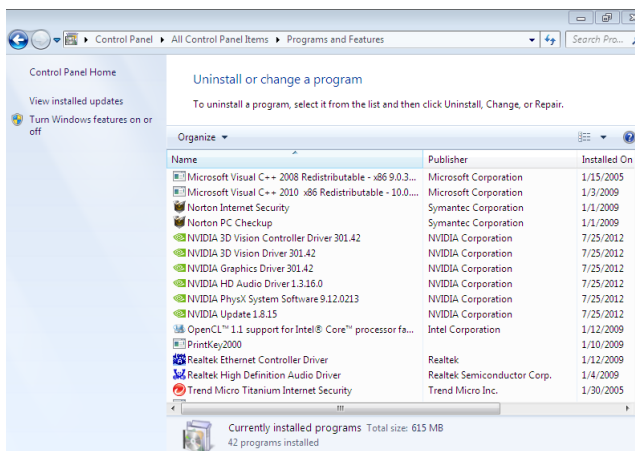 Control Panel ▸ All Control Panel Items ▸ Programs and Features
Search Pro...
Control Panel Home
View installed updates
Turn Windows features on or
off
Uninstall or change a program
To uninstall a program, select it from the list and then click Uninstall, Change, or Repair.
Organize
Name Publisher Installed On
Microsoft Visual C++ 2008 Redistributable - x86 9.0.3... Microsoft Corporation 1/15/2005
Microsoft Visual C++ 2010 x86 Redistributable - 10.0.... Microsoft Corporation 1/3/2009
Norton Internet Security Symantec Corporation 1/1/2009
Norton PC Checkup Symantec Corporation 1/1/2009
NVIDIA 3D Vision Controller Driver 301.42 NVIDIA Corporation 7/25/2012
NVIDIA 3D Vision Driver 301.42 NVIDIA Corporation 7/25/2012
NVIDIA Graphics Driver 301.42 NVIDIA Corporation 7/25/2012
NVIDIA HD Audio Driver 1.3.16.0 NVIDIA Corporation 7/25/2012
NVIDIA PhysX System Software 9.12.0213 NVIDIA Corporation 7/25/2012
NVIDIA Update 1.8.15 NVIDIA Corporation 7/25/2012
OpenCL™ 1.1 support for Intel® Core™ processor fa... Intel Corporation 1/12/2009
PrintKey2000 1/10/2009
Realtek Ethernet Controller Driver Realtek 1/12/2009
Realtek High Definition Audio Driver Realtek Semiconductor Corp. 1/4/2009
Trend Micro Titanium Internet Security Trend Micro Inc. 1/30/2005
Currently installed programs Total size: 615 MB
42 programs installed